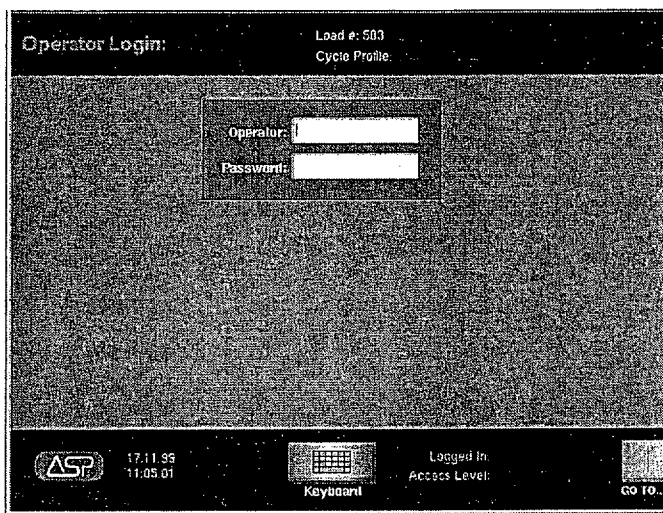 Operator Login:
Load #: 503
Cycle Profile:
Operator:
Password:
ASP
17.11.99
11:05:01
Keyboard
Logged In:
Access Level:
GO TO...